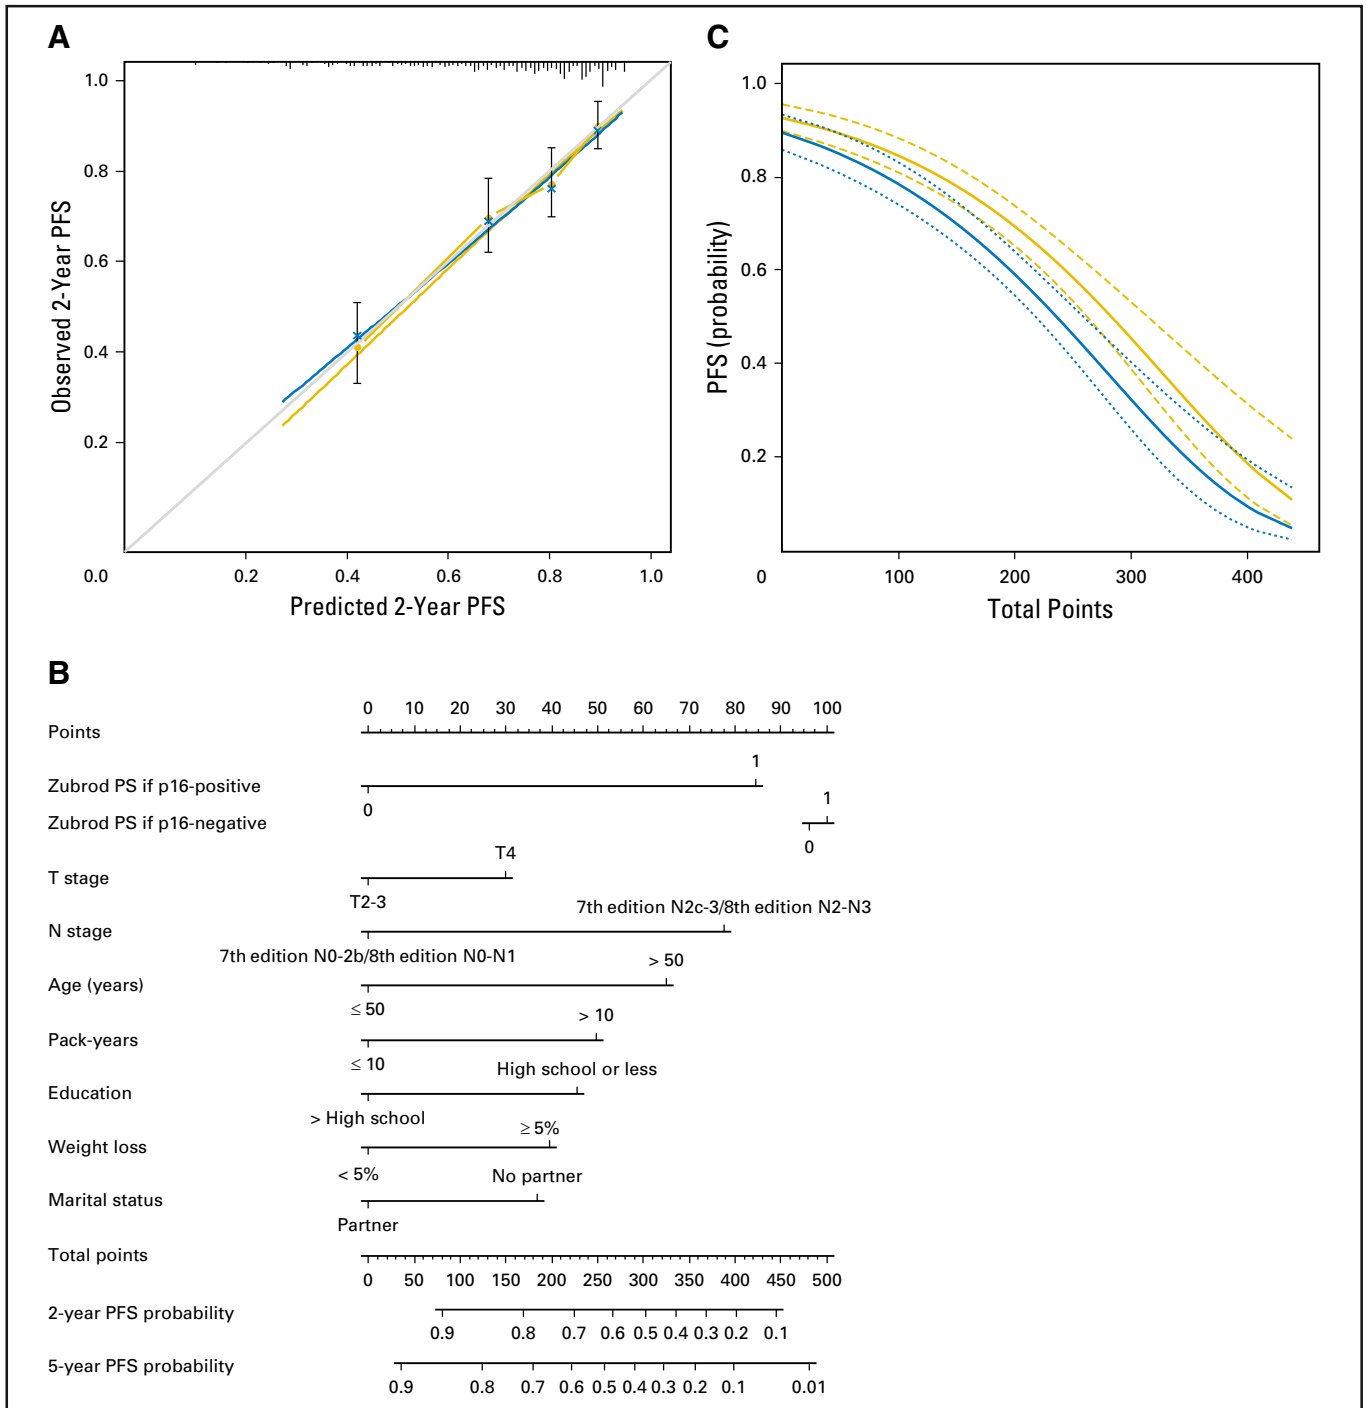 A
1.0
0.8
0.6
0.4
0.2
0.0
0.2
0.4
0.6
0.8
1.0
Observed 2-Year PFS
Predicted 2-Year PFS
C
1.0
0.8
0.6
0.4
0.2
0
100
200
300
400
PFS (probability)
Total Points
B
0 10 20 30 40 50 60 70 80 90 100
Points
1
Zubrod PS if p16-positive
0
1
Zubrod PS if p16-negative
0
T4
T stage
T2-3
7th edition N2c-3/8th edition N2-N3
N stage
7th edition N0-2b/8th edition N0-N1
> 50
Age (years)
≤ 50
> 10
Pack-years
≤ 10
High school or less
Education
> High school
≥ 5%
Weight loss
< 5%
No partner
Marital status
Partner
Total points
0 50 100 150 200 250 300 350 400 450 500
2-year PFS probability
0.9 0.8 0.7 0.6 0.5 0.4 0.3 0.2 0.1
5-year PFS probability
0.9 0.8 0.7 0.6 0.5 0.4 0.3 0.2 0.1 0.01